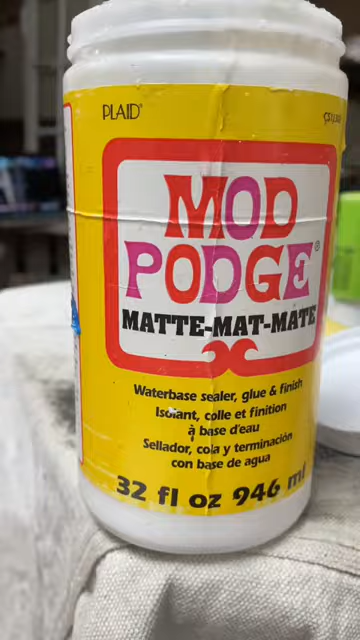 PLAID®
MOD
PODGE®
MATTE-MAT-MATE
Waterbase sealer, glue & finish
Isolant, colle et finition
à base d'eau
Sellador, cola y terminación
con base de agua
32 fl oz 946 ml